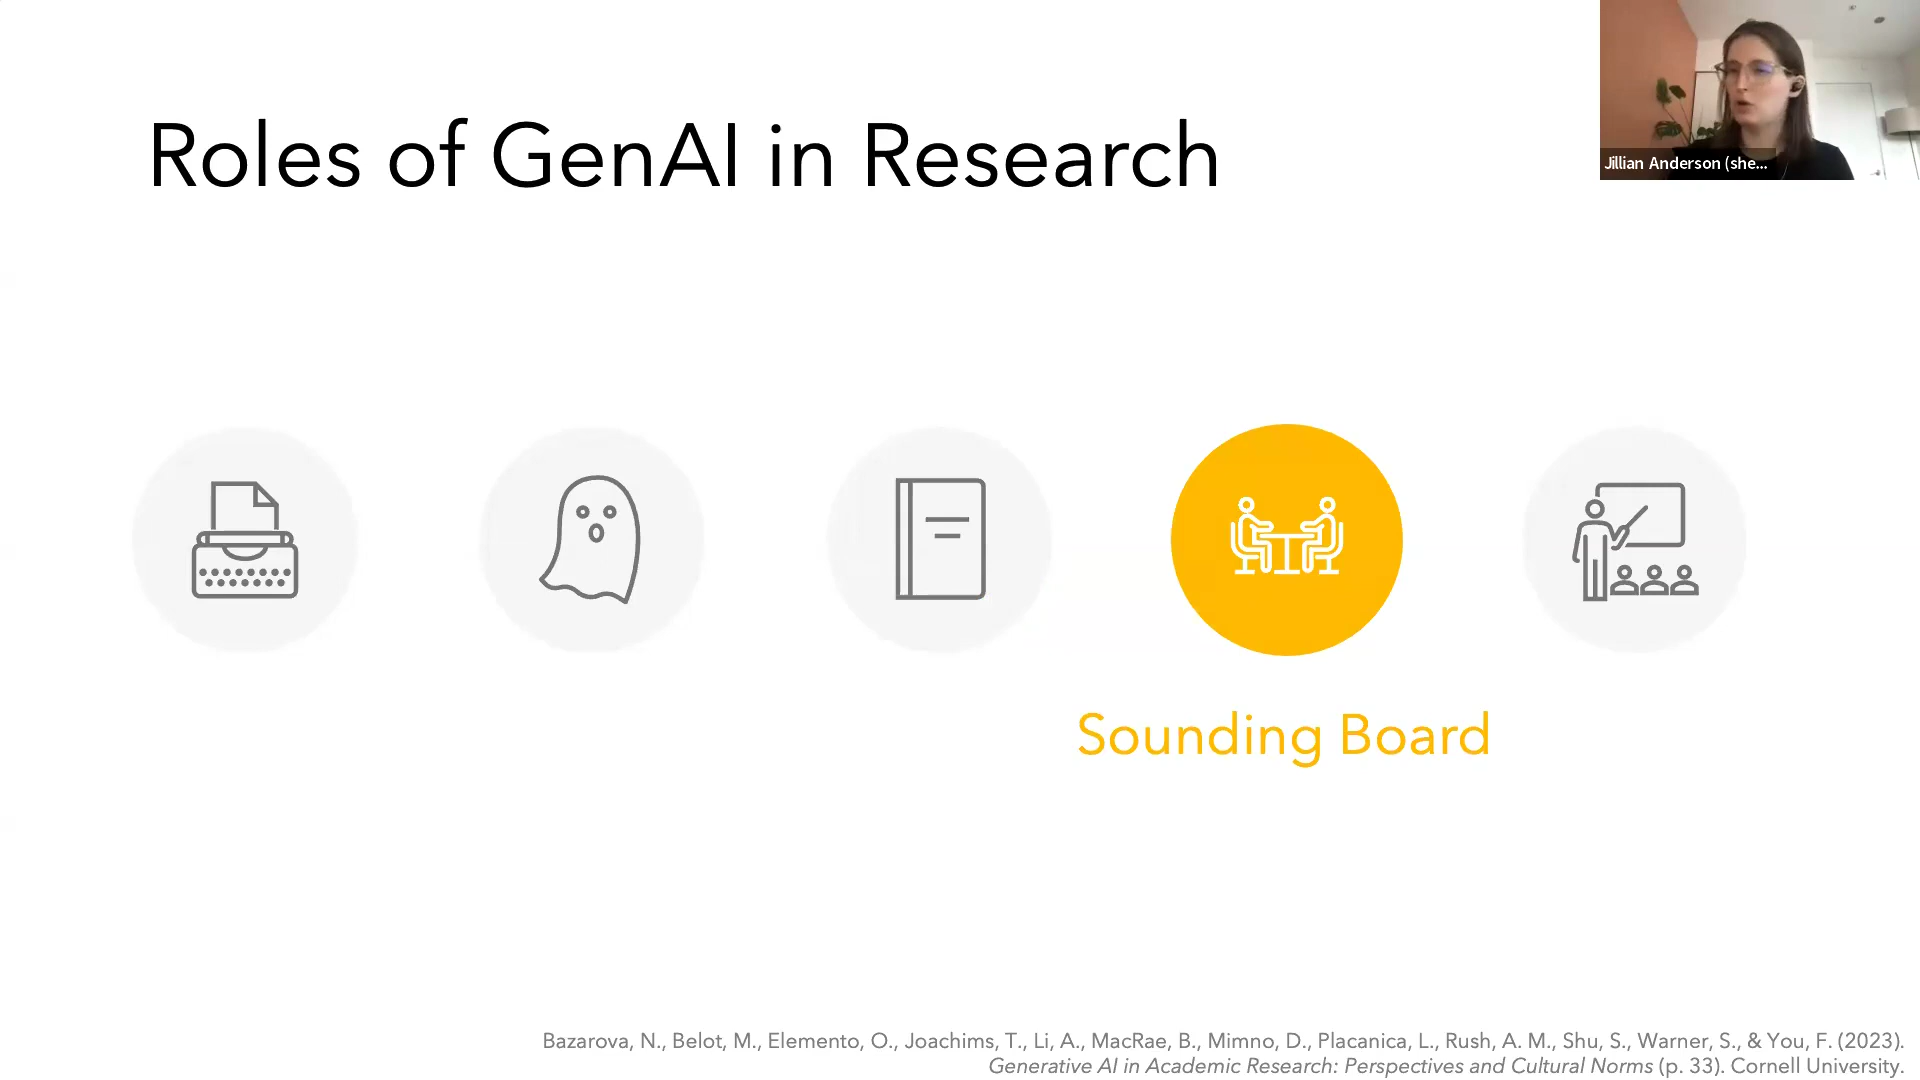 Roles of GenAI in Research
Jillian Anderson (she...
Sounding Board
Bazarova, N., Belot, M., Elemento, O., Joachims, T., Li, A., MacRae, B., Mimno, D., Placanica, L., Rush, A. M., Shu, S., Warner, S., & You, F. (2023).
Generative AI in Academic Research: Perspectives and Cultural Norms (p. 33). Cornell University.